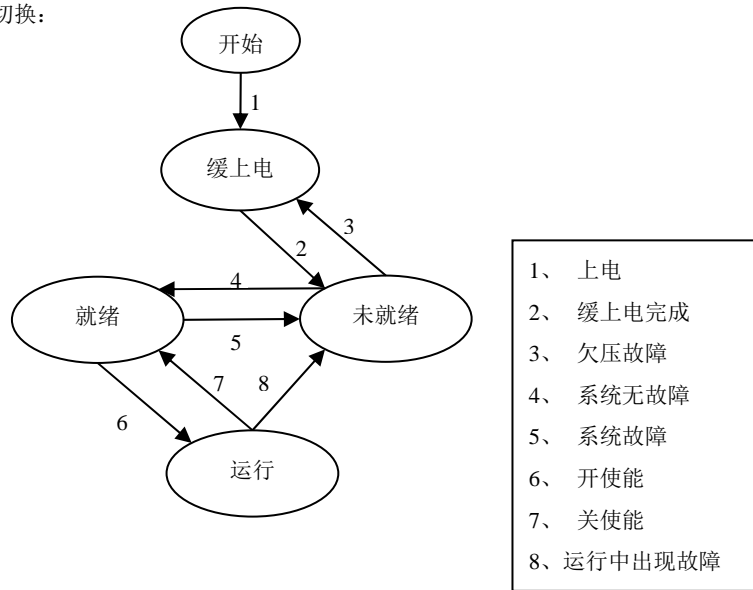 切换：
开始
1
缓上电
3
2
4
就绪
未就绪
5
7
8
6
运行
1、 上电
2、 缓上电完成
3、 欠压故障
4、 系统无故障
5、 系统故障
6、 开使能
7、 关使能
8、运行中出现故障